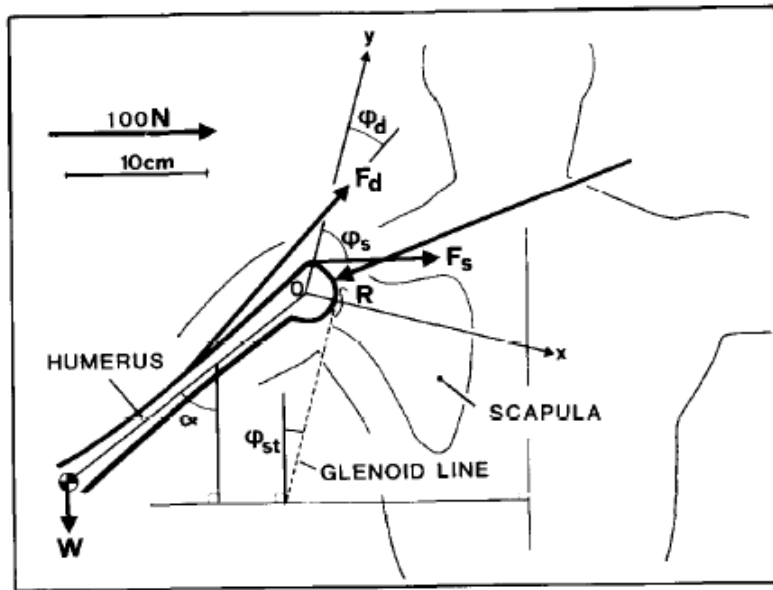 y
100N
φd
10cm
Fd
φs
Fs
O
R
x
HUMERUS
α
SCAPULA
φst
GLENOID LINE
W